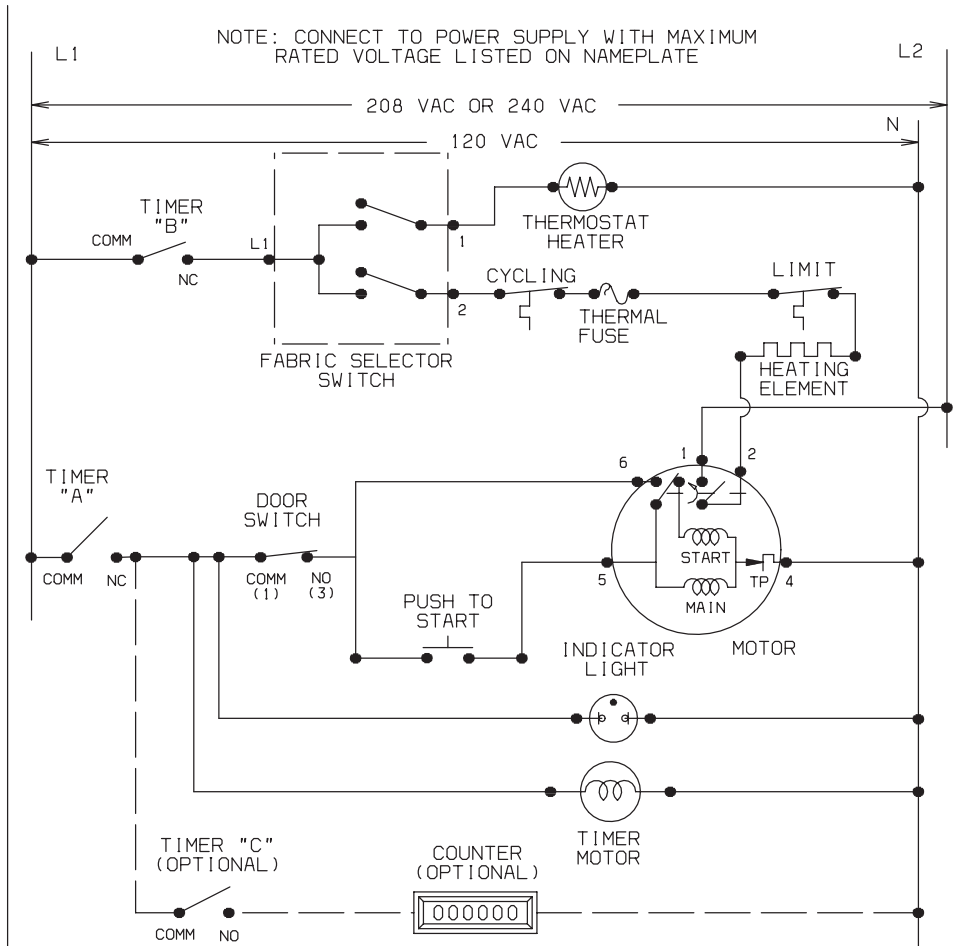 NOTE: CONNECT TO POWER SUPPLY WITH MAXIMUM
RATED VOLTAGE LISTED ON NAMEPLATE
L1
L2
208 VAC OR 240 VAC
N
120 VAC
TIMER
"B"
COMM
NC
L1
1
2
THERMOSTAT
HEATER
CYCLING
THERMAL
FUSE
LIMIT
FABRIC SELECTOR
SWITCH
HEATING
ELEMENT
TIMER
"A"
COMM
NC
DOOR
SWITCH
COMM
(1)
NO
(3)
6
1
2
5
START
MAIN
TP
4
PUSH TO
START
MOTOR
INDICATOR
LIGHT
TIMER
MOTOR
TIMER "C"
(OPTIONAL)
COMM
NO
COUNTER
(OPTIONAL)
000000